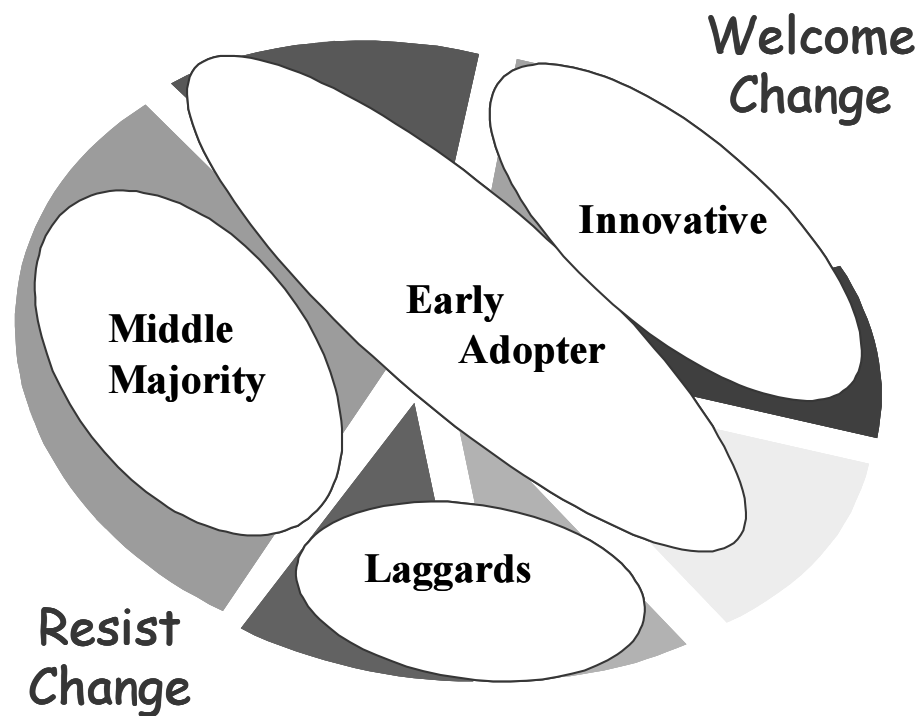 Welcome
Change
Innovative
Early
Adopter
Middle
Majority
Laggards
Resist
Change